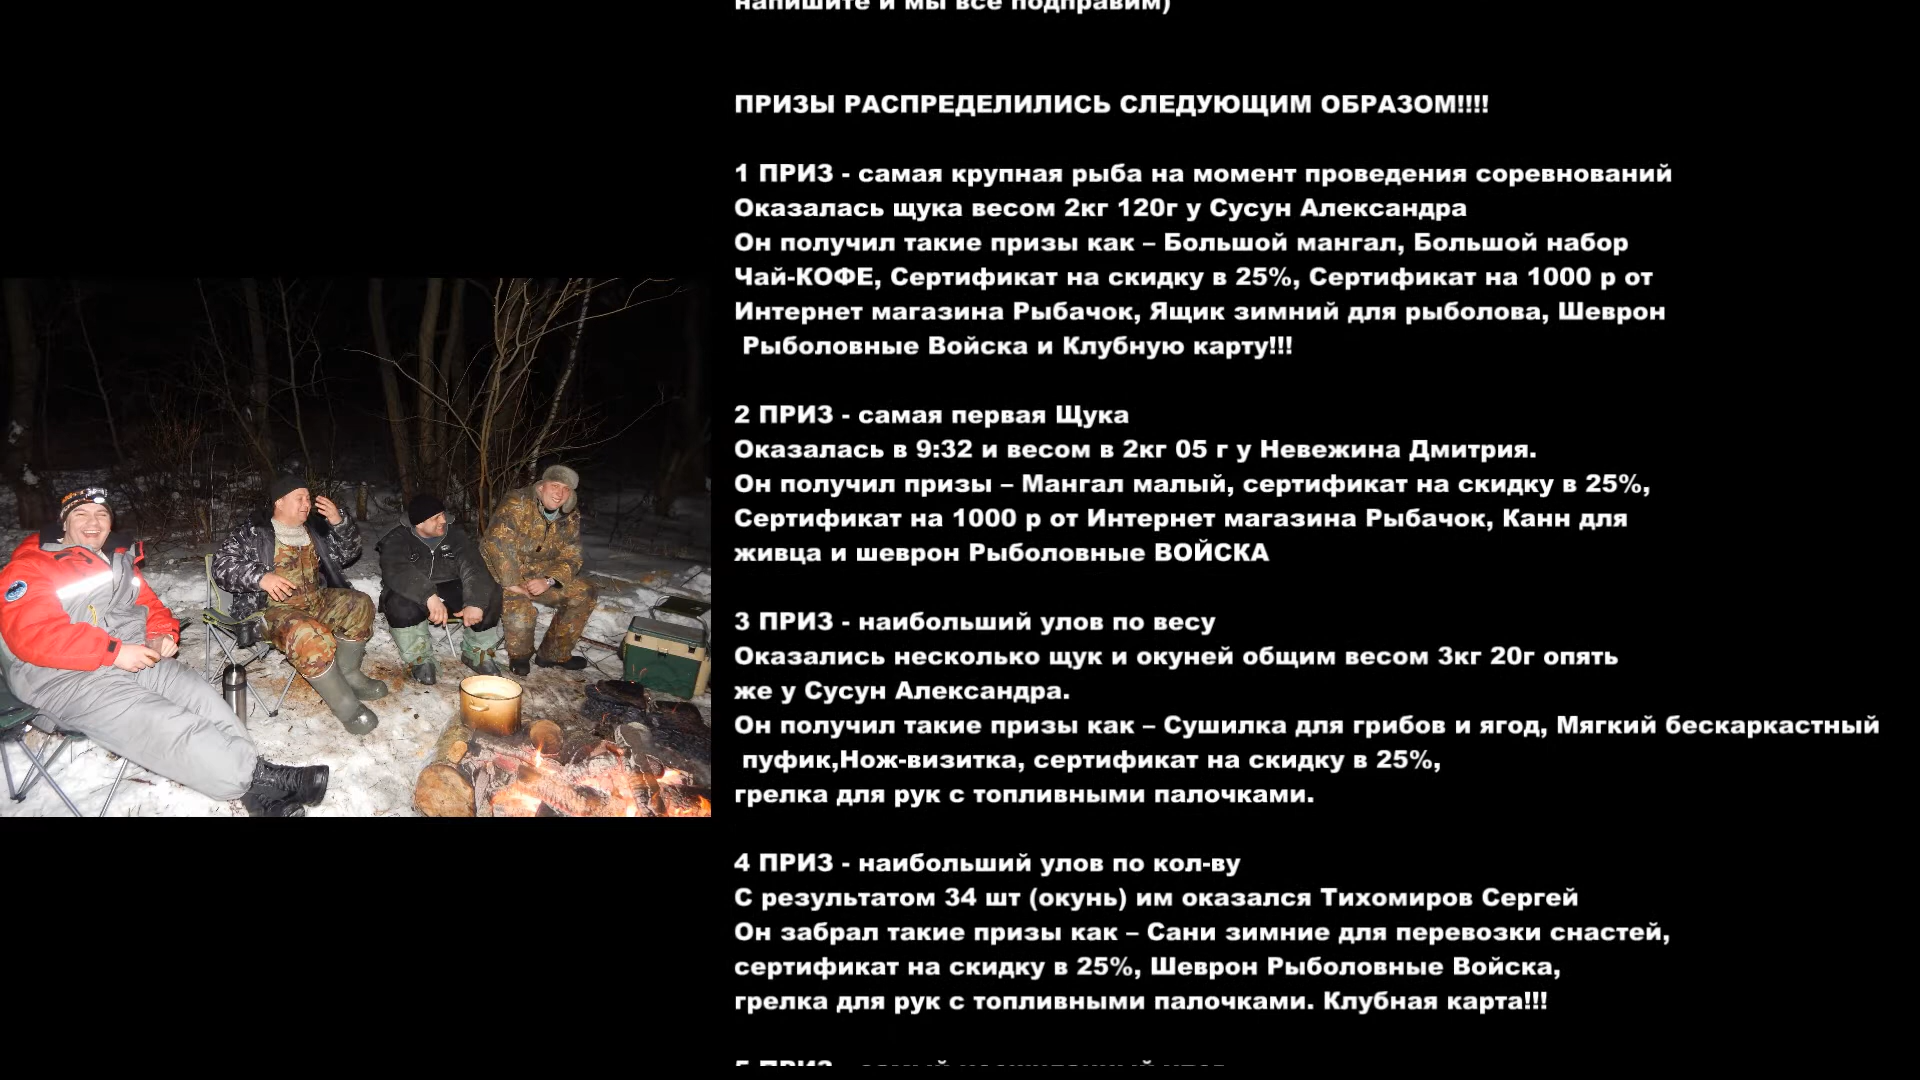 напишите и мы все подправим)
ПРИЗЫ РАСПРЕДЕЛИЛИСЬ СЛЕДУЮЩИМ ОБРАЗОМ!!!!
1 ПРИЗ - самая крупная рыба на момент проведения соревнований
Оказалась щука весом 2кг 120г у Сусун Александра
Он получил такие призы как – Большой мангал, Большой набор
Чай-КОФЕ, Сертификат на скидку в 25%, Сертификат на 1000 р от
Интернет магазина Рыбачок, Ящик зимний для рыболова, Шеврон
Рыболовные Войска и Клубную карту!!!
2 ПРИЗ - самая первая Щука
Оказалась в 9:32 и весом в 2кг 05 г у Невежина Дмитрия.
Он получил призы – Мангал малый, сертификат на скидку в 25%,
Сертификат на 1000 р от Интернет магазина Рыбачок, Канн для
живца и шеврон Рыболовные ВОЙСКА
3 ПРИЗ - наибольший улов по весу
Оказались несколько щук и окуней общим весом 3кг 20г опять
же у Сусун Александра.
Он получил такие призы как – Сушилка для грибов и ягод, Мягкий бескаркастный
пуфик,Нож-визитка, сертификат на скидку в 25%,
грелка для рук с топливными палочками.
4 ПРИЗ - наибольший улов по кол-ву
С результатом 34 шт (окунь) им оказался Тихомиров Сергей
Он забрал такие призы как – Сани зимние для перевозки снастей,
сертификат на скидку в 25%, Шеврон Рыболовные Войска,
грелка для рук с топливными палочками. Клубная карта!!!
5 ПРИЗ - самый